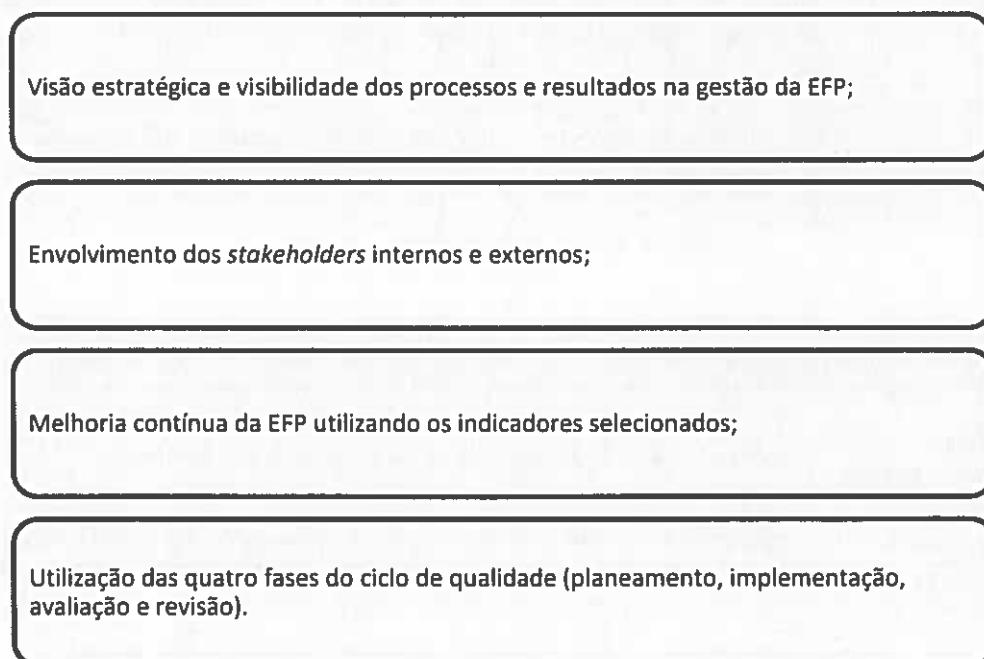 Visão estratégica e visibilidade dos processos e resultados na gestão da EFP;
Envolvimento dos stakeholders internos e externos;
Melhoria contínua da EFP utilizando os indicadores selecionados;
Utilização das quatro fases do ciclo de qualidade (planeamento, implementação,
avaliação e revisão).